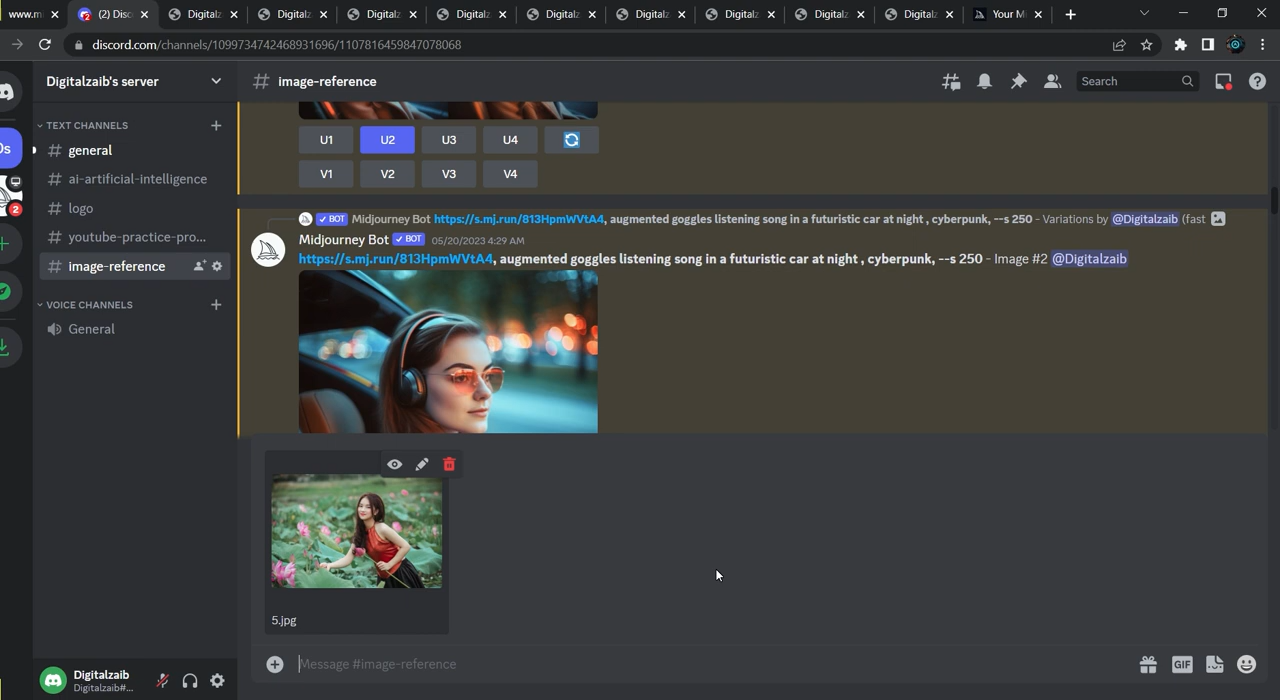 www.m
(2) Disc
Digitalz
Digitalz
Digitalz
Digitalz
Digitalz
Digitalz
Digitalz
Digitalz
Digitalz
Your Mi
discord.com/channels/1099734742468931696/1107816459847078068
Digitalzaib's server
image-reference
Search
TEXT CHANNELS
general
ai-artificial-intelligence
logo
youtube-practice-pro...
image-reference
VOICE CHANNELS
General
Ds
2
U1 U2 U3 U4
V1 V2 V3 V4
BOT Midjourney Bot https://s.mj.run/813HpmWVtA4, augmented goggles listening song in a futuristic car at night , cyberpunk, --s 250 - Variations by @Digitalzaib (fast
Midjourney Bot BOT 05/20/2023 4:29 AM
https://s.mj.run/813HpmWVtA4, augmented goggles listening song in a futuristic car at night , cyberpunk, --s 250 - Image #2 @Digitalzaib
5.jpg
Message #image-reference
GIF
Digitalzaib
Digitalzaib#...